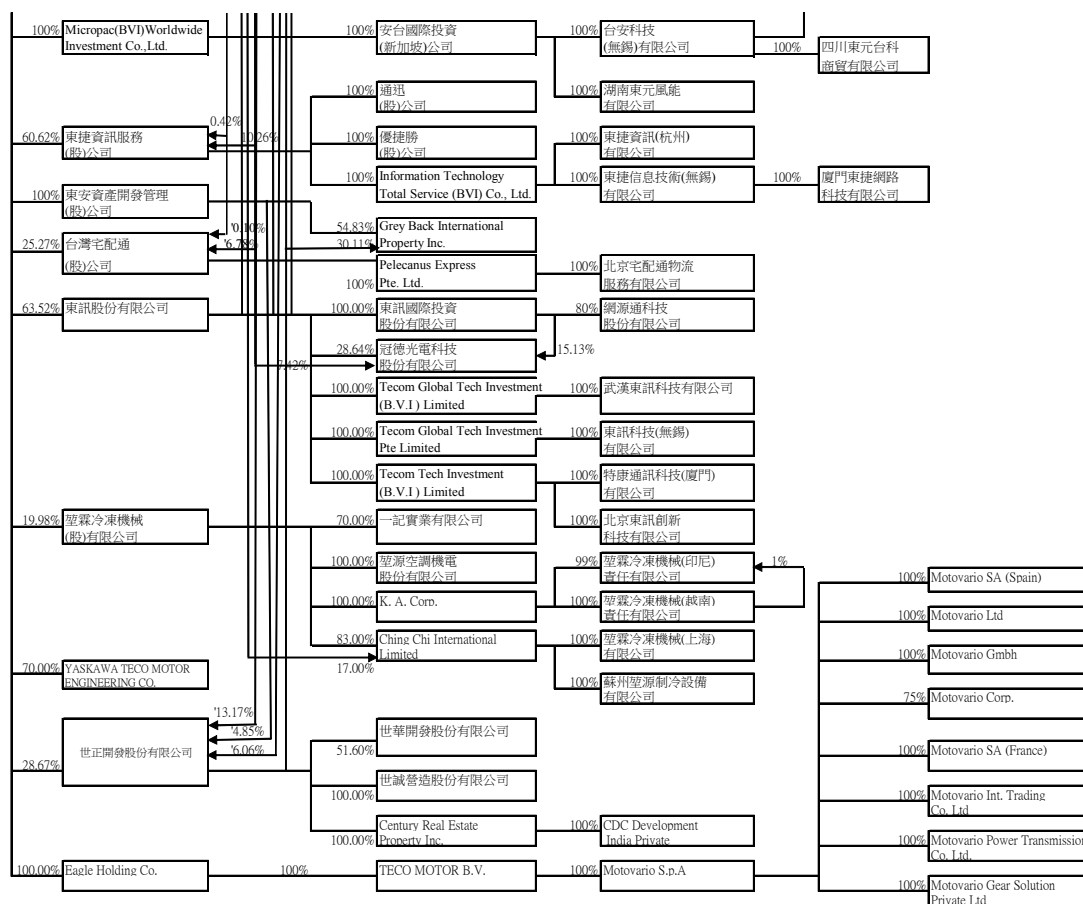 100% Micropac(BVI)Worldwide
Investment Co.,Ltd.
100% 安台國際投資
(新加坡)公司
100% 台安科技
(無錫)有限公司
100% 四川東元台科
商貿有限公司
100% 通迅
(股)公司
100% 湖南東元風能
有限公司
0.42%
60.62% 東捷資訊服務
(股)公司
10.26%
100% 優捷勝
(股)公司
100% 東捷資訊(杭州)
有限公司
100% Information Technology
Total Service (BVI) Co., Ltd.
100% 東捷信息技術(無錫)
有限公司
100% 廈門東捷網路
科技有限公司
100% 東安資產開發管理
(股)公司
'0.10%
54.83% Grey Back International
30.11% Property Inc.
25.27% 台灣宅配通
(股)公司
'6.78%
Pelecanus Express
100% Pte. Ltd.
100% 北京宅配通物流
服務有限公司
63.52% 東訊股份有限公司
100.00% 東訊國際投資
股份有限公司
80% 網源通科技
股份有限公司
28.64% 冠德光電科技
股份有限公司
15.13%
7.42%
100.00% Tecom Global Tech Investment
(B.V.I ) Limited
100% 武漢東訊科技有限公司
100.00% Tecom Global Tech Investment
Pte Limited
100% 東訊科技(無錫)
有限公司
100.00% Tecom Tech Investment
(B.V.I ) Limited
100% 特康通訊科技(廈門)
有限公司
19.98% 堃霖冷凍機械
(股)有限公司
70.00% 一記實業有限公司
100% 北京東訊創新
科技有限公司
100.00% 堃源空調機電
股份有限公司
99% 堃霖冷凍機械(印尼)
責任有限公司
1%
100.00% K. A. Corp.
100% 堃霖冷凍機械(越南)
責任有限公司
83.00% Ching Chi International
Limited
17.00%
100% 堃霖冷凍機械(上海)
有限公司
100% 蘇州堃源制冷設備
有限公司
70.00% YASKAWA TECO MOTOR
ENGINEERING CO.
'13.17%
'4.85%
'6.06%
28.67% 世正開發股份有限公司
世華開發股份有限公司
51.60%
世誠營造股份有限公司
100.00%
Century Real Estate
100.00% Property Inc.
100% CDC Development
India Private
100.00% Eagle Holding Co.
100% TECO MOTOR B.V.
100% Motovario S.p.A
100% Motovario SA (Spain)
100% Motovario Ltd
100% Motovario Gmbh
75% Motovario Corp.
100% Motovario SA (France)
100% Motovario Int. Trading
Co. Ltd
100% Motovario Power Transmission
Co. Ltd.
100% Motovario Gear Solution
Private Ltd